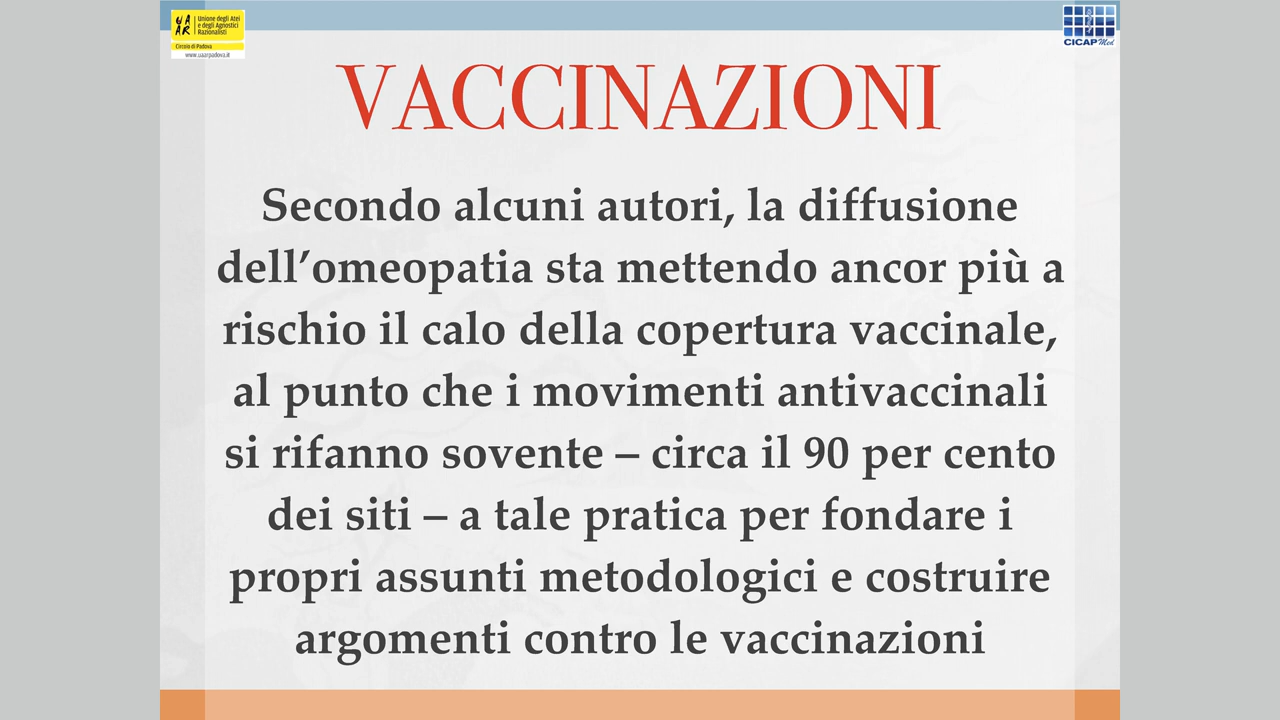 UAAR
Unione degli Atei
e degli Agnostici
Razionalisti
Circolo di Padova
www.uaarpadova.it
CICAP Med
VACCINAZIONI
Secondo alcuni autori, la diffusione
dell’omeopatia sta mettendo ancor più a
rischio il calo della copertura vaccinale,
al punto che i movimenti antivaccinali
si rifanno sovente – circa il 90 per cento
dei siti – a tale pratica per fondare i
propri assunti metodologici e costruire
argomenti contro le vaccinazioni